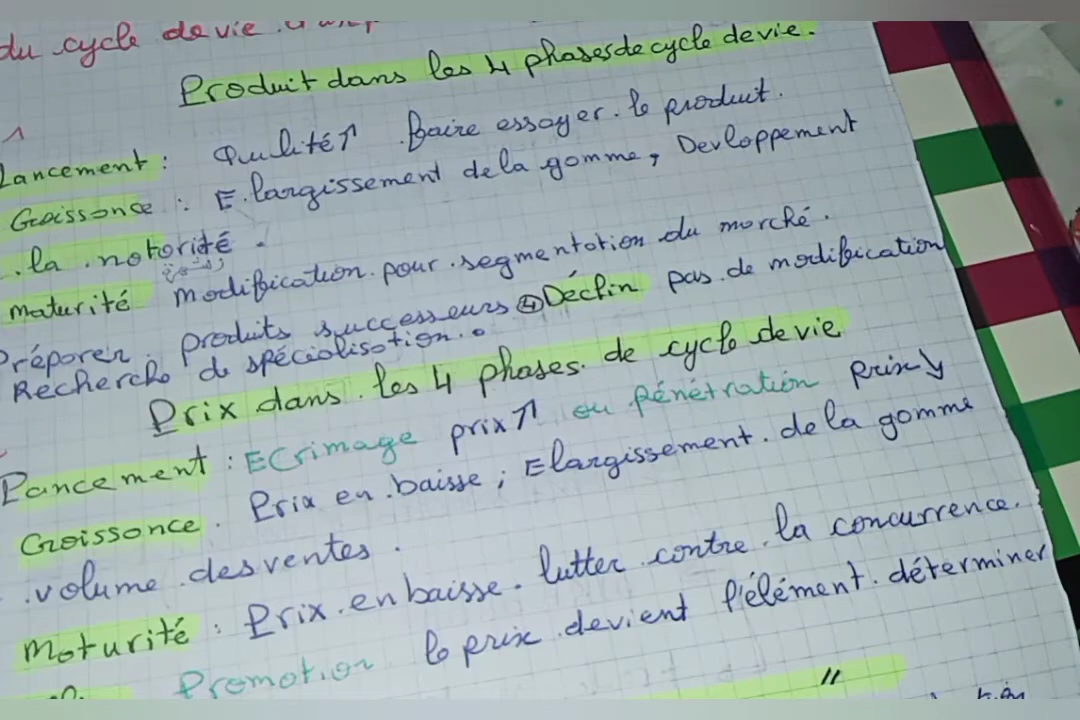 du cycle de vie
Produit dans les 4 phases de cycle de vie.
1
Lancement : Qualité↑ faire essayer le produit.
Croissance : Elargissement de la gamme, Devloppement
la notorité.
Maturité Modification pour segmentation du marché.
Préparer produits successeurs ④ Déclin pas de modification
Recherche de spécialisation.
Prix dans les 4 phases de cycle de vie
Lancement : ECrimage prix↑ ou pénétration prix↓
Croissance. Prix en baisse ; Elargissement de la gamme
volume des ventes.
Maturité : Prix en baisse. lutter contre la concurrence.
Promotion le prix devient l'élément déterminer
"